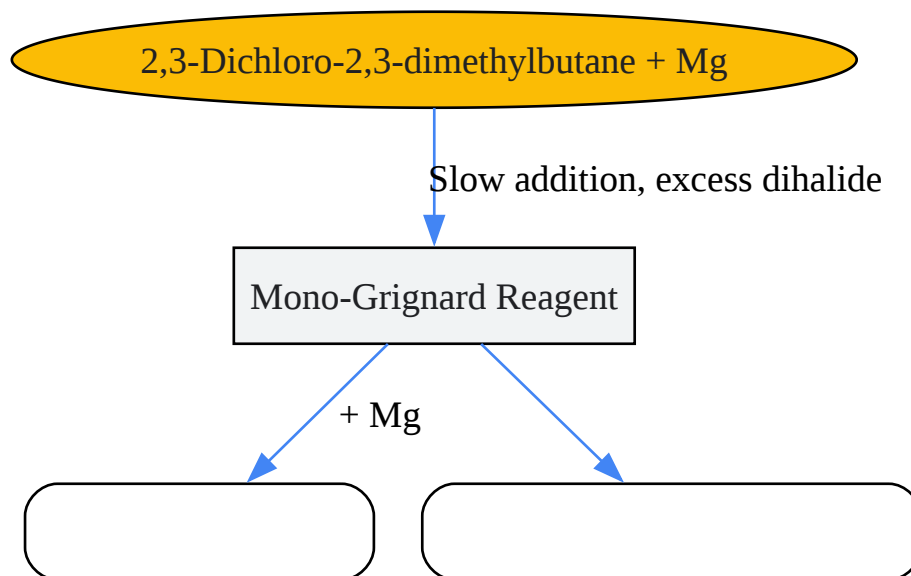 2,3-Dichloro-2,3-dimethylbutane + Mg
Slow addition, excess dihalide
Mono-Grignard Reagent
+ Mg